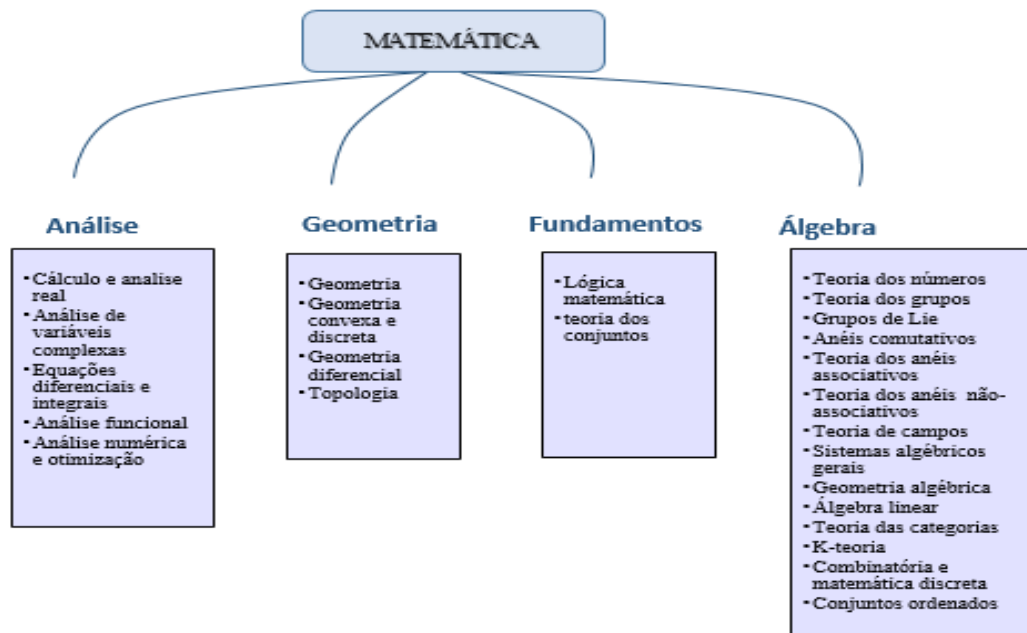 MATEMÁTICA
Análise
• Cálculo e analise
real
• Análise de
variáveis
complexas
• Equações
diferenciais e
integrais
• Análise funcional
• Análise numérica
e otimização
Geometria
• Geometria
• Geometria
convexa e
discreta
• Geometria
diferencial
• Topologia
Fundamentos
• Lógica
matemática
• teoria dos
conjuntos
Álgebra
• Teoria dos números
• Teoria dos grupos
• Grupos de Lie
• Anéis comutativos
• Teoria dos anéis
associativos
• Teoria dos anéis não-
associativos
• Teoria de campos
• Sistemas algébricos
gerais
• Geometria algébrica
• Álgebra linear
• Teoria das categorias
• K-teoria
• Combinatória e
matemática discreta
• Conjuntos ordenados